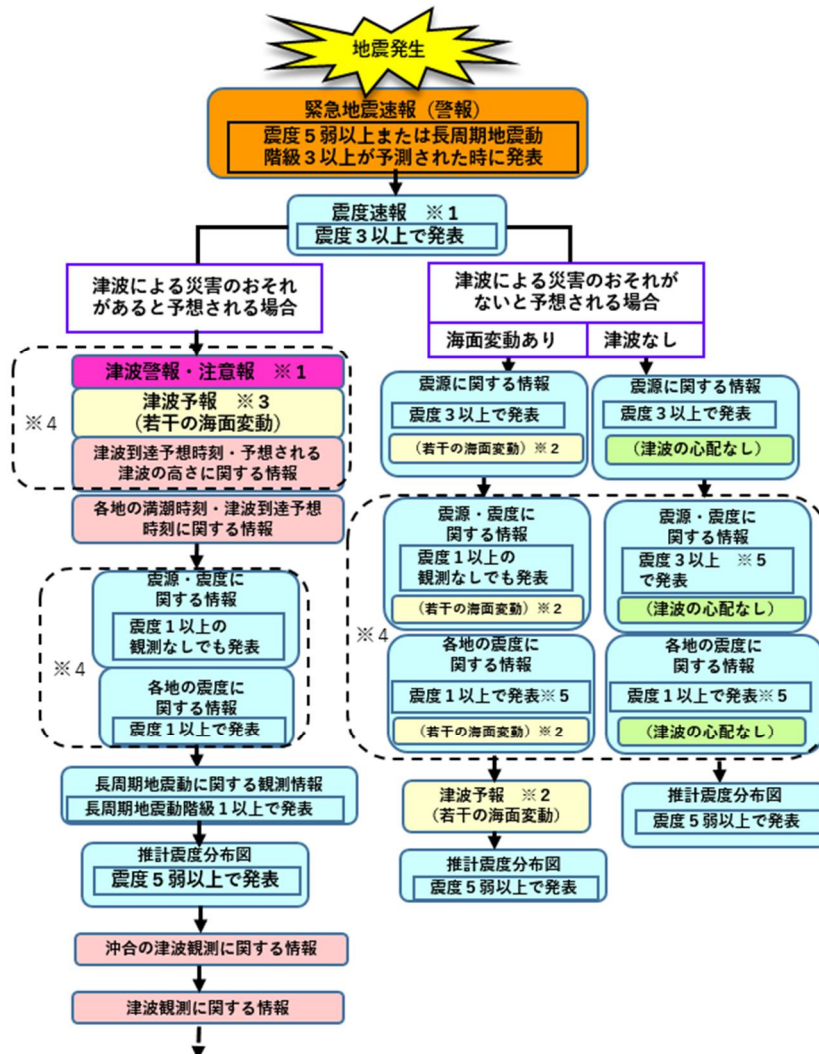 地震発生
緊急地震速報（警報）
震度５弱以上または長周期地震動
階級３以上が予測された時に発表
震度速報　※１
震度３以上で発表
津波による災害のおそれ
があると予想される場合
津波警報・注意報　※１
津波予報　※３
（若干の海面変動）
津波到達予想時刻・予想される
津波の高さに関する情報
※４
各地の満潮時刻・津波到達予想
時刻に関する情報
震源・震度に
関する情報
震度１以上の
観測なしでも発表
※４
各地の震度に
関する情報
震度１以上で発表
長周期地震動に関する観測情報
長周期地震動階級１以上で発表
推計震度分布図
震度５弱以上で発表
沖合の津波観測に関する情報
津波観測に関する情報
津波による災害のおそれが
ないと予想される場合
海面変動あり
震源に関する情報
震度３以上で発表
（若干の海面変動）※２
震源・震度に
関する情報
震度１以上の
観測なしでも発表
（若干の海面変動）※２
※４
各地の震度に
関する情報
震度１以上で発表※５
（若干の海面変動）※２
津波予報　※２
（若干の海面変動）
推計震度分布図
震度５弱以上で発表
津波なし
震源に関する情報
震度３以上で発表
（津波の心配なし）
震源・震度に
関する情報
震度３以上　※５
で発表
（津波の心配なし）
各地の震度に
関する情報
震度１以上で発表※５
（津波の心配なし）
推計震度分布図
震度５弱以上で発表